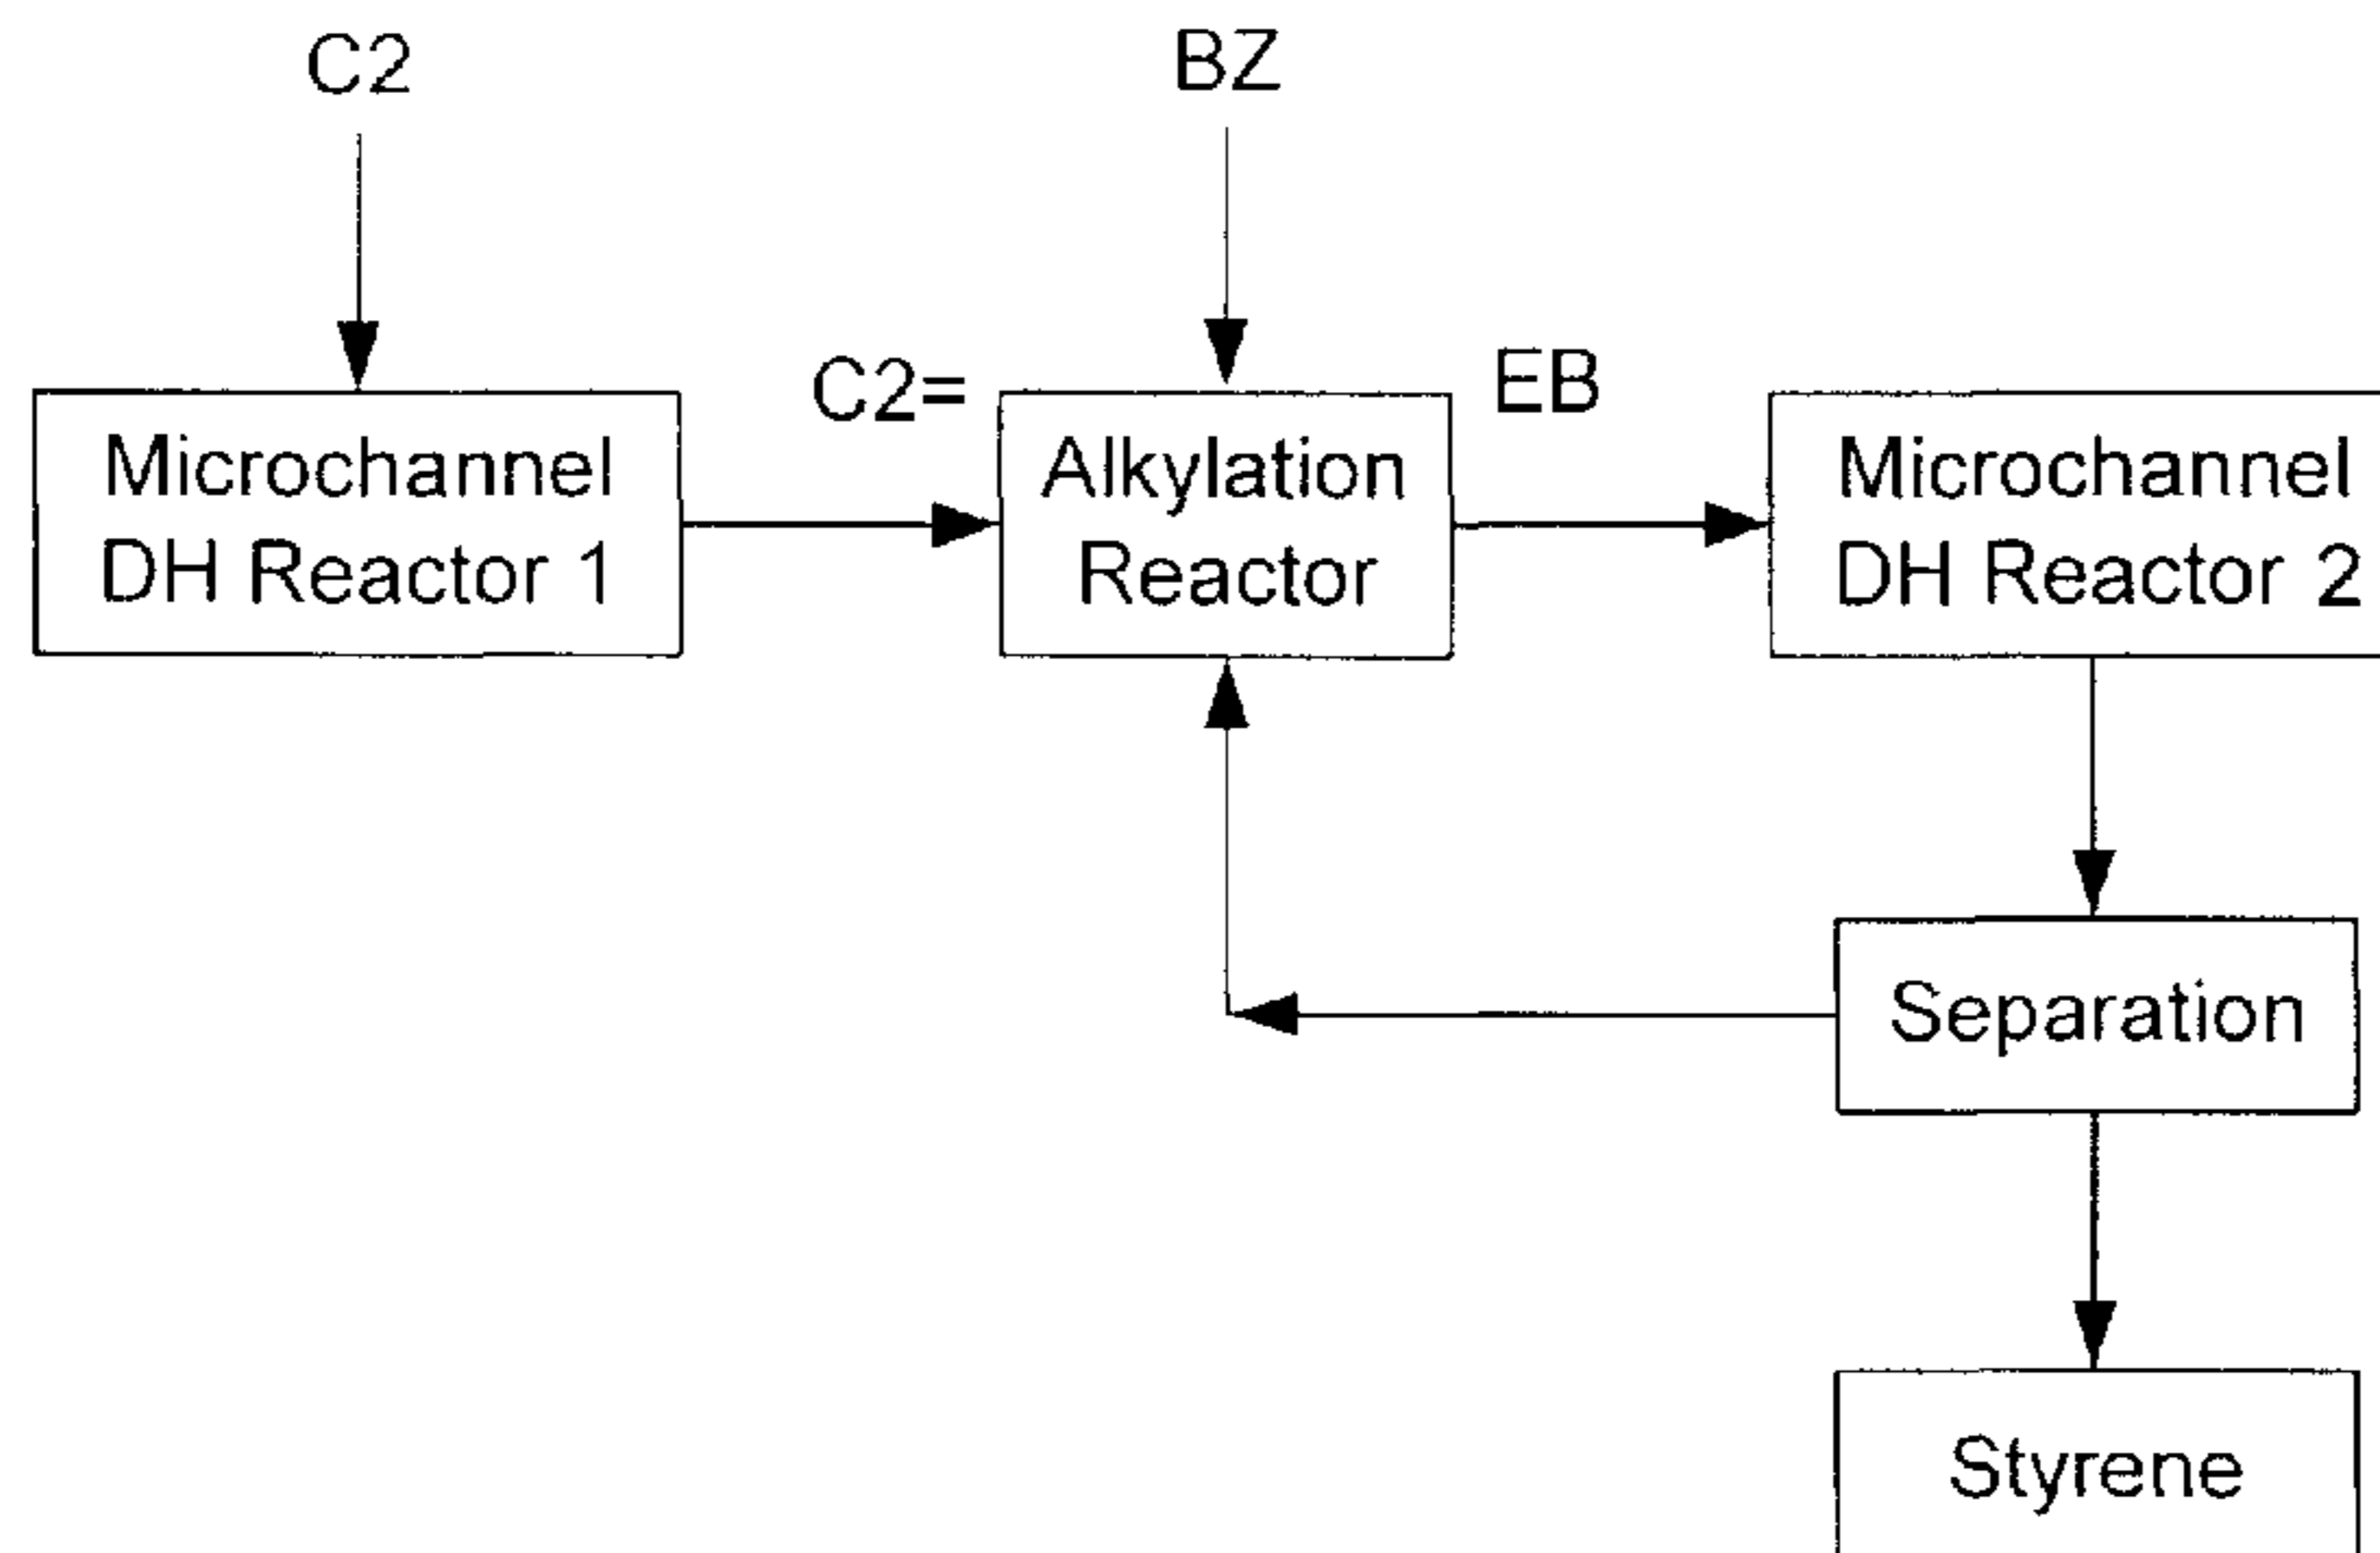 C2
BZ
C2=
EB
Microchannel
DH Reactor 1
Alkylation
Reactor
Microchannel
DH Reactor 2
Separation
Styrene